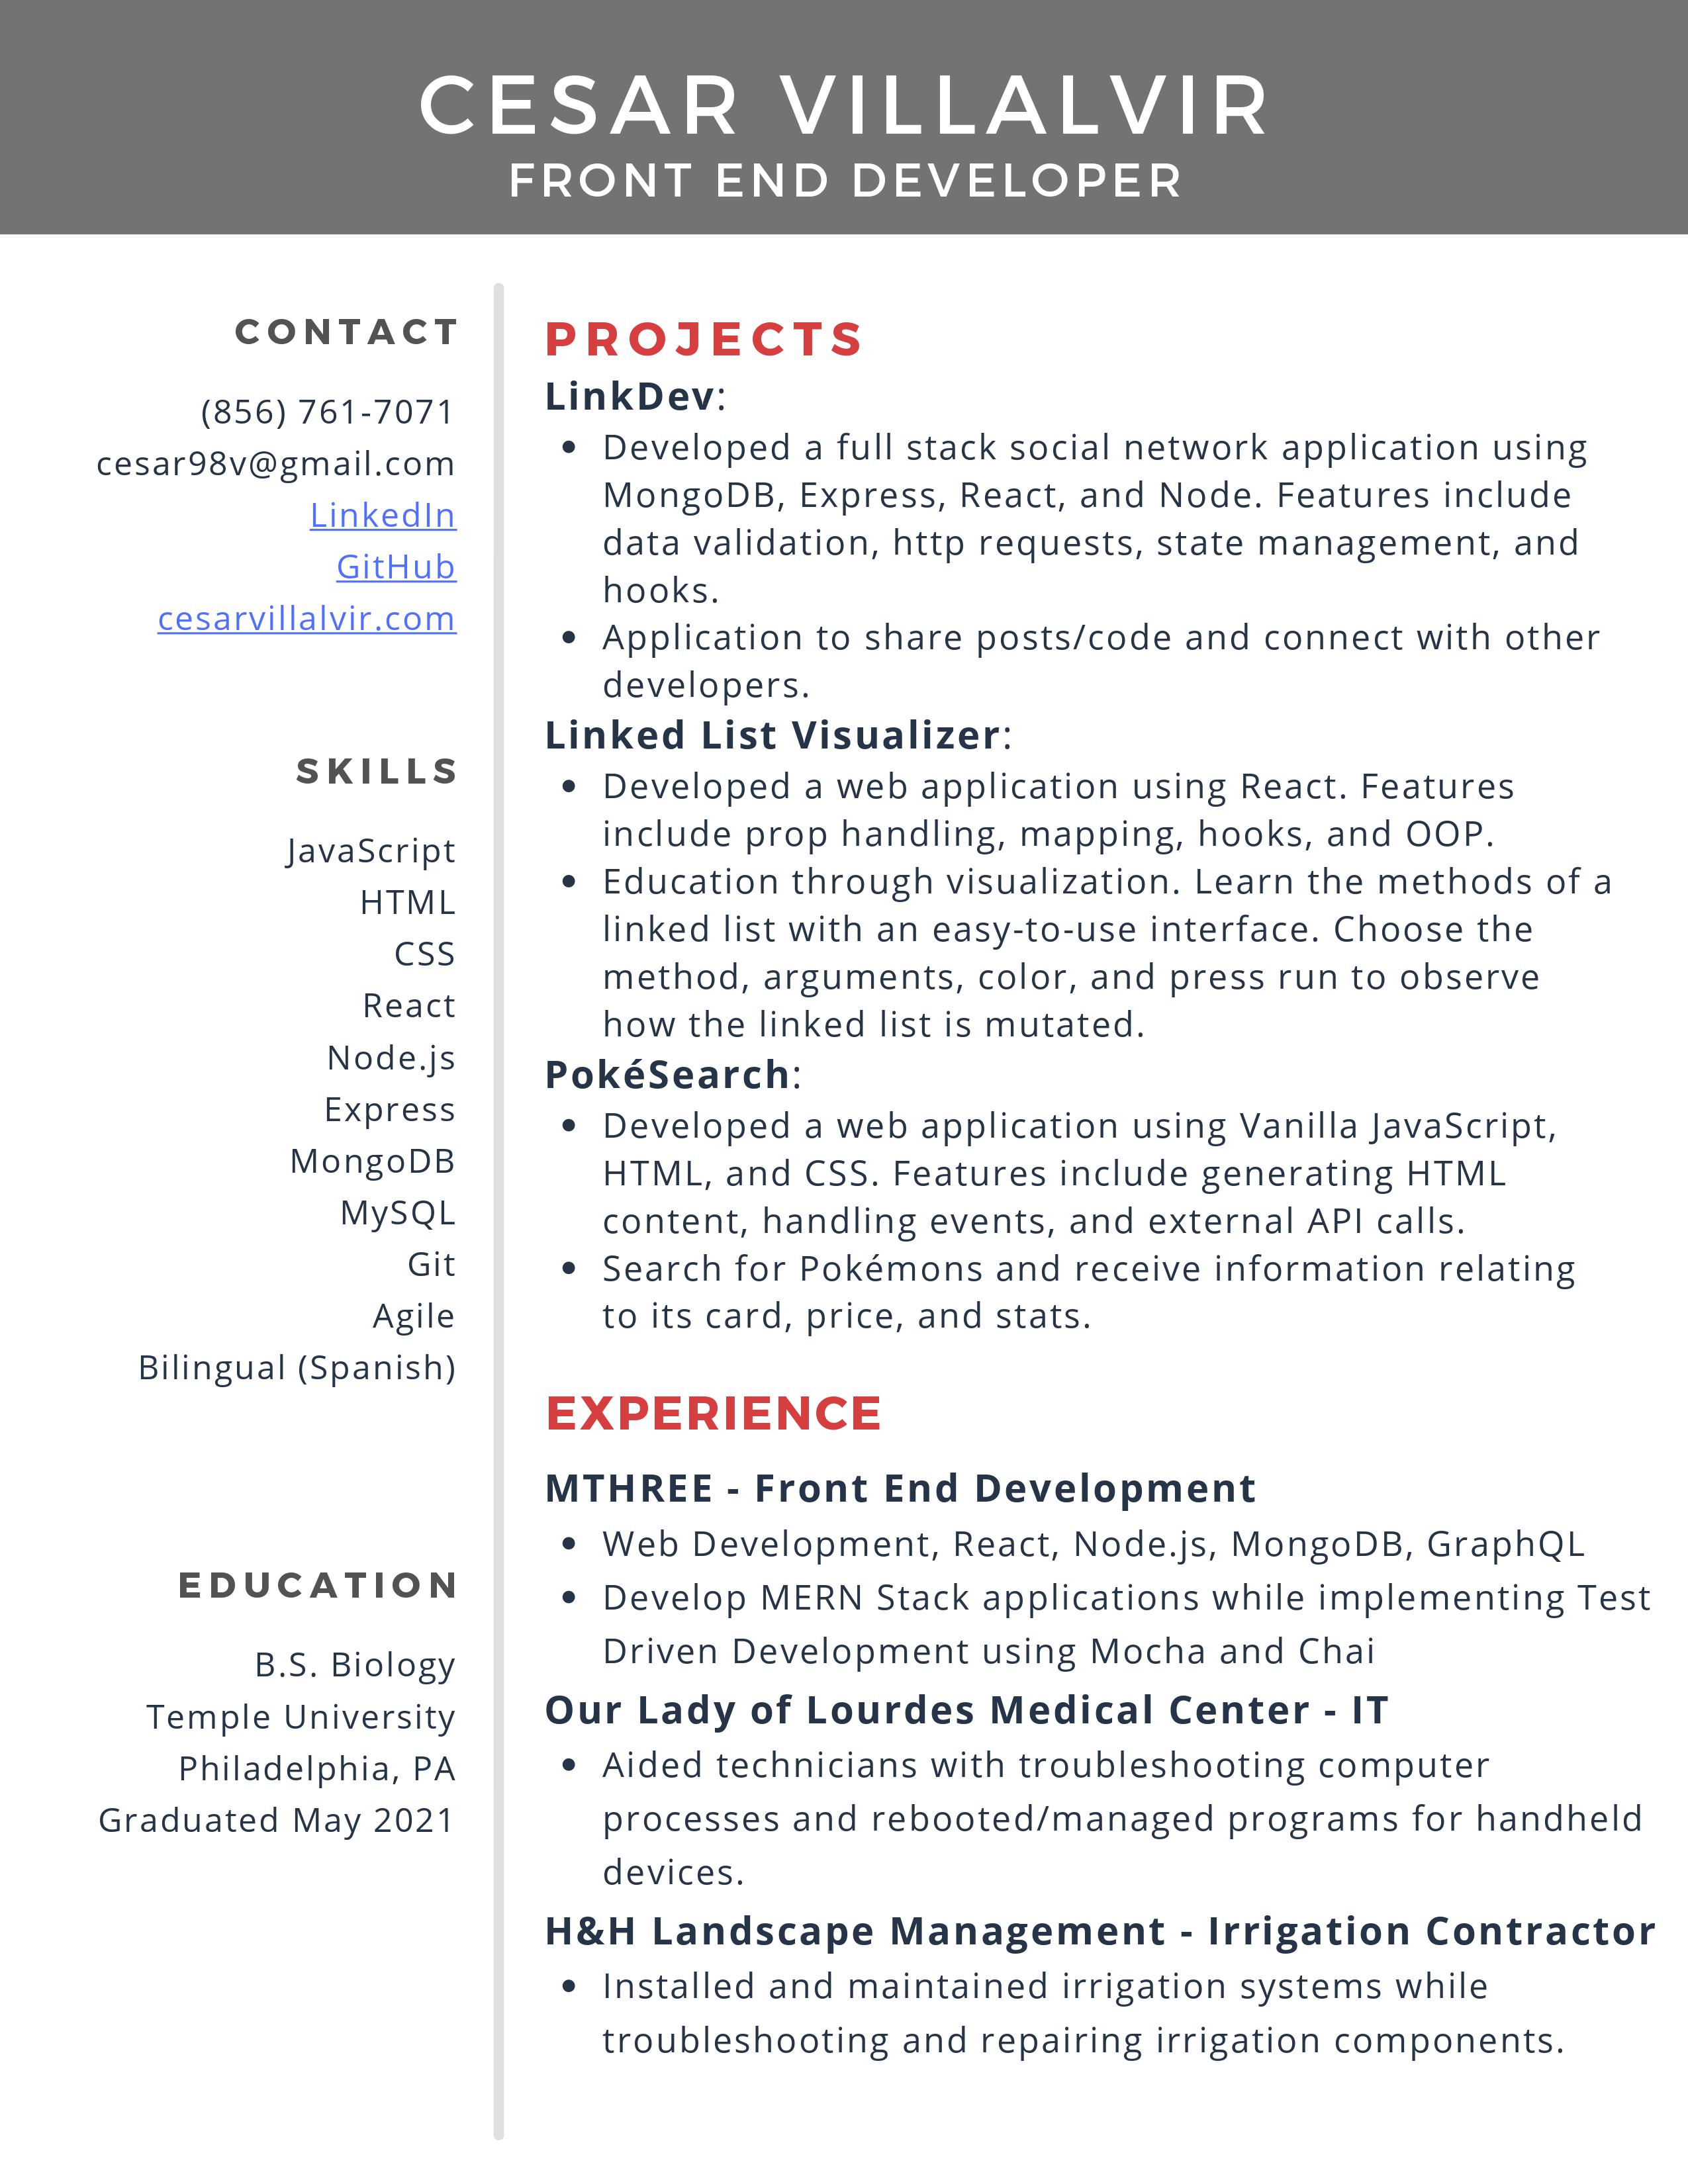 CESAR VILLALVIR
FRONT END DEVELOPER
CONTACT
(856) 761-7071
cesar98v@gmail.com
LinkedIn
GitHub
cesarvillalvir.com
SKILLS
JavaScript
HTML
CSS
React
Node.js
Express
MongoDB
MySQL
Git
Agile
Bilingual (Spanish)
EDUCATION
B.S. Biology
Temple University
Philadelphia, PA
Graduated May 2021
PROJECTS
LinkDev:
• Developed a full stack social network application using
MongoDB, Express, React, and Node. Features include
data validation, http requests, state management, and
hooks.
• Application to share posts/code and connect with other
developers.
Linked List Visualizer:
• Developed a web application using React. Features
include prop handling, mapping, hooks, and OOP.
• Education through visualization. Learn the methods of a
linked list with an easy-to-use interface. Choose the
method, arguments, color, and press run to observe
how the linked list is mutated.
PokéSearch:
• Developed a web application using Vanilla JavaScript,
HTML, and CSS. Features include generating HTML
content, handling events, and external API calls.
• Search for Pokémons and receive information relating
to its card, price, and stats.
EXPERIENCE
MTHREE - Front End Development
• Web Development, React, Node.js, MongoDB, GraphQL
• Develop MERN Stack applications while implementing Test
Driven Development using Mocha and Chai
Our Lady of Lourdes Medical Center - IT
• Aided technicians with troubleshooting computer
processes and rebooted/managed programs for handheld
devices.
H&H Landscape Management - Irrigation Contractor
• Installed and maintained irrigation systems while
troubleshooting and repairing irrigation components.